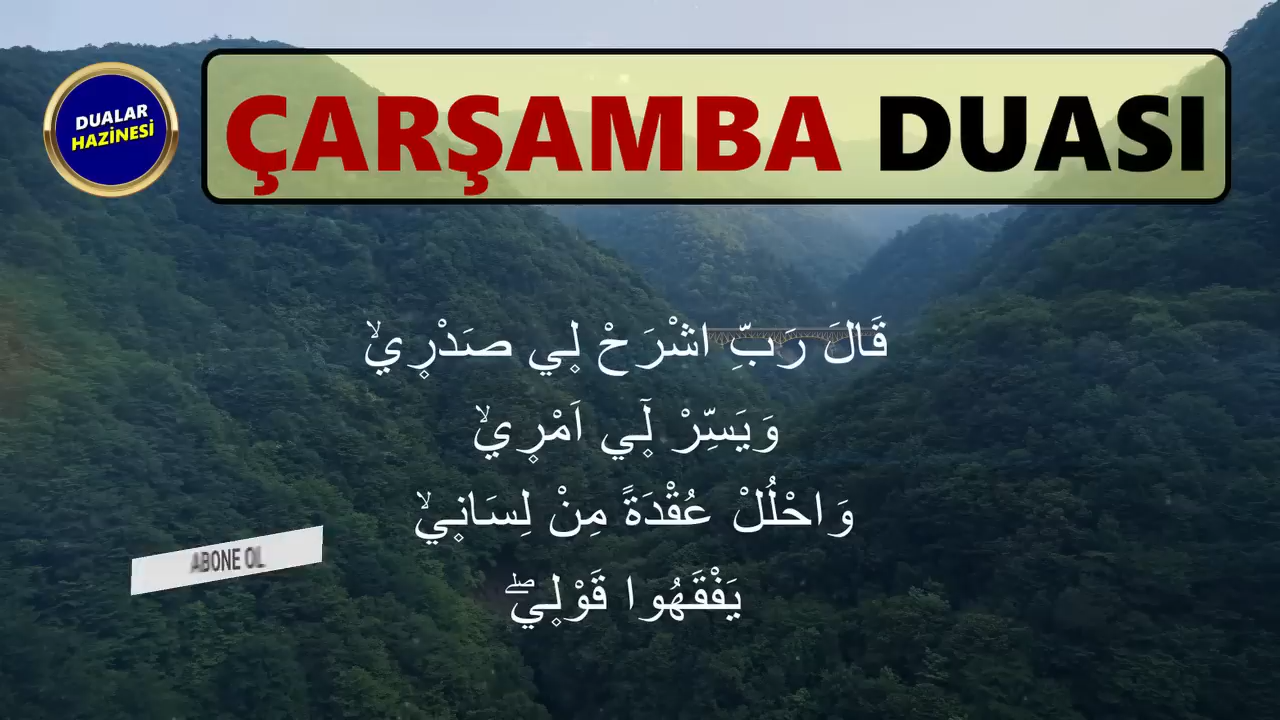 DUALAR
HAZİNESİ
ÇARŞAMBA DUASI
قَالَ رَبِّ اشْرَحْ ل۪ي صَدْر۪يۙ
وَيَسِّرْ ل۪ٓي اَمْر۪يۙ
وَاحْلُلْ عُقْدَةً مِنْ لِسَان۪يۙ
يَفْقَهُوا قَوْل۪يۖ
ABONE OL